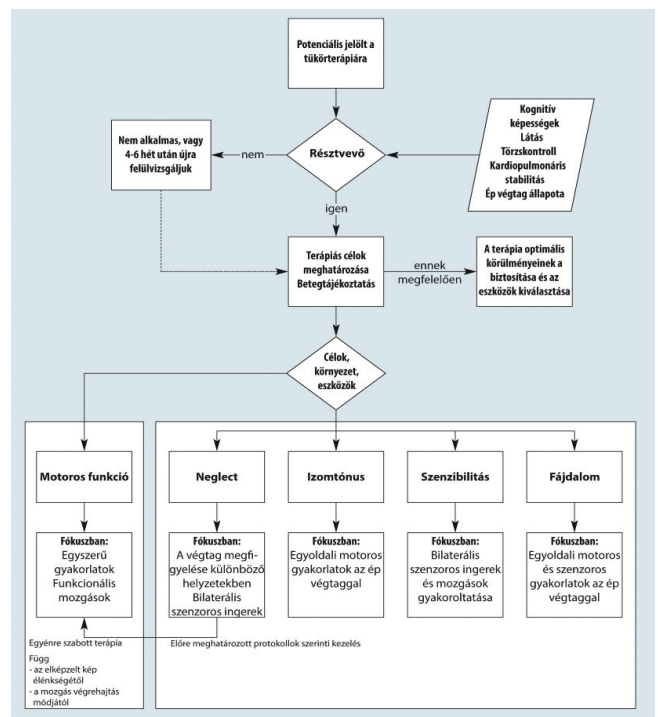 Potenciális jelölt a
tükörterápiára
Nem alkalmas, vagy
4-6 hét után újra
felülvizsgáljuk
nem
Résztvevő
Kognitív
képességek
Látás
Törzskontroll
Kardiopulmonáris
stabilitás
Ép végtag állapota
igen
Terápiás célok
meghatározása
Betegtájékoztatás
ennek
megfelelően
A terápia optimális
körülményeinek a
biztosítása és az
eszközök kiválasztása
Célok,
környezet,
eszközök
Motoros funkció
Neglect
Izomtónus
Szenzibilitás
Fájdalom
Fókuszban:
Egyszerű
gyakorlatok
Funkcionális
mozgások
Fókuszban:
A végtag megfi-
gyelése különböző
helyzetekben
Bilaterális
szenzoros ingerek
Fókuszban:
Egyoldali motoros
gyakorlatok az ép
végtaggal
Fókuszban:
Bilaterális
szenzoros ingerek
és mozgások
gyakoroltatása
Fókuszban:
Egyoldali motoros
és szenzoros
gyakorlatok az ép
végtaggal
Egyénre szabott terápia
Függ
- az elképzelt kép
élénkségétől
- a mozgás végrehajtás
módjától
Előre meghatározott protokollok szerinti kezelés